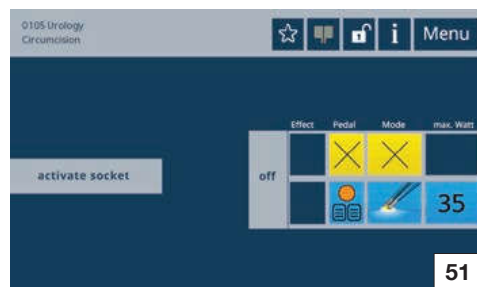 0105 Urology
Circumcision
i
Menu
Effect Pedal Mode max. Watt
activate socket
off
35
51